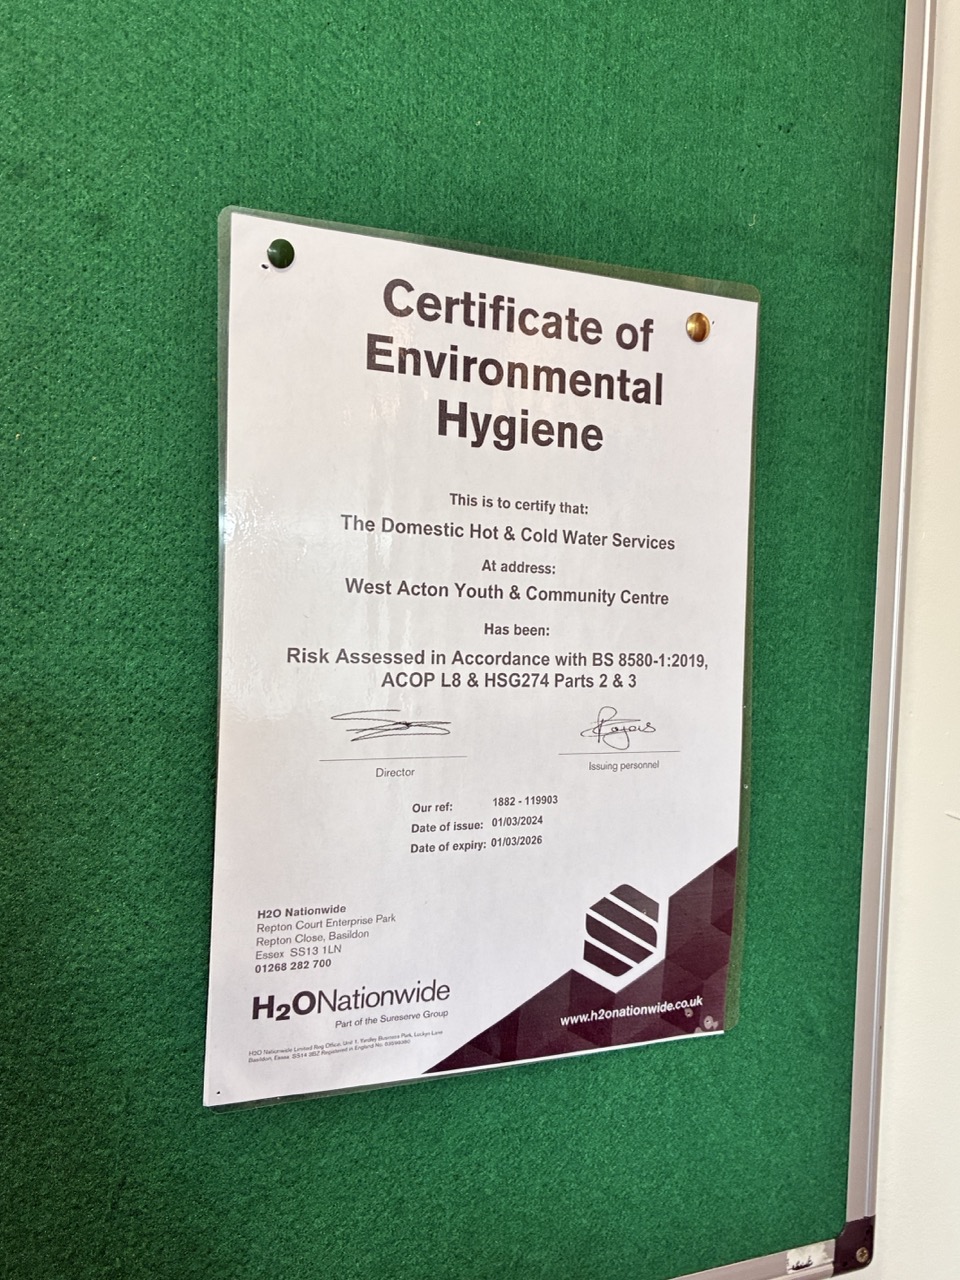 Certificate of
Environmental
Hygiene
This is to certify that:
The Domestic Hot & Cold Water Services
At address:
West Acton Youth & Community Centre
Has been:
Risk Assessed in Accordance with BS 8580-1:2019,
ACOP L8 & HSG274 Parts 2 & 3
Director
Issuing personnel
Our ref: 1882 - 119903
Date of issue: 01/03/2024
Date of expiry: 01/03/2026
H2O Nationwide
Repton Court Enterprise Park
Repton Close, Basildon
Essex SS13 1LN
01268 282 700
H2ONationwide
Part of the Sureserve Group
www.h2onationwide.co.uk
H2O Nationwide Limited Reg Office: Unit 1, Yardley Business Park, Luckyn Lane
Basildon, Essex SS14 3BZ Registered in England No.